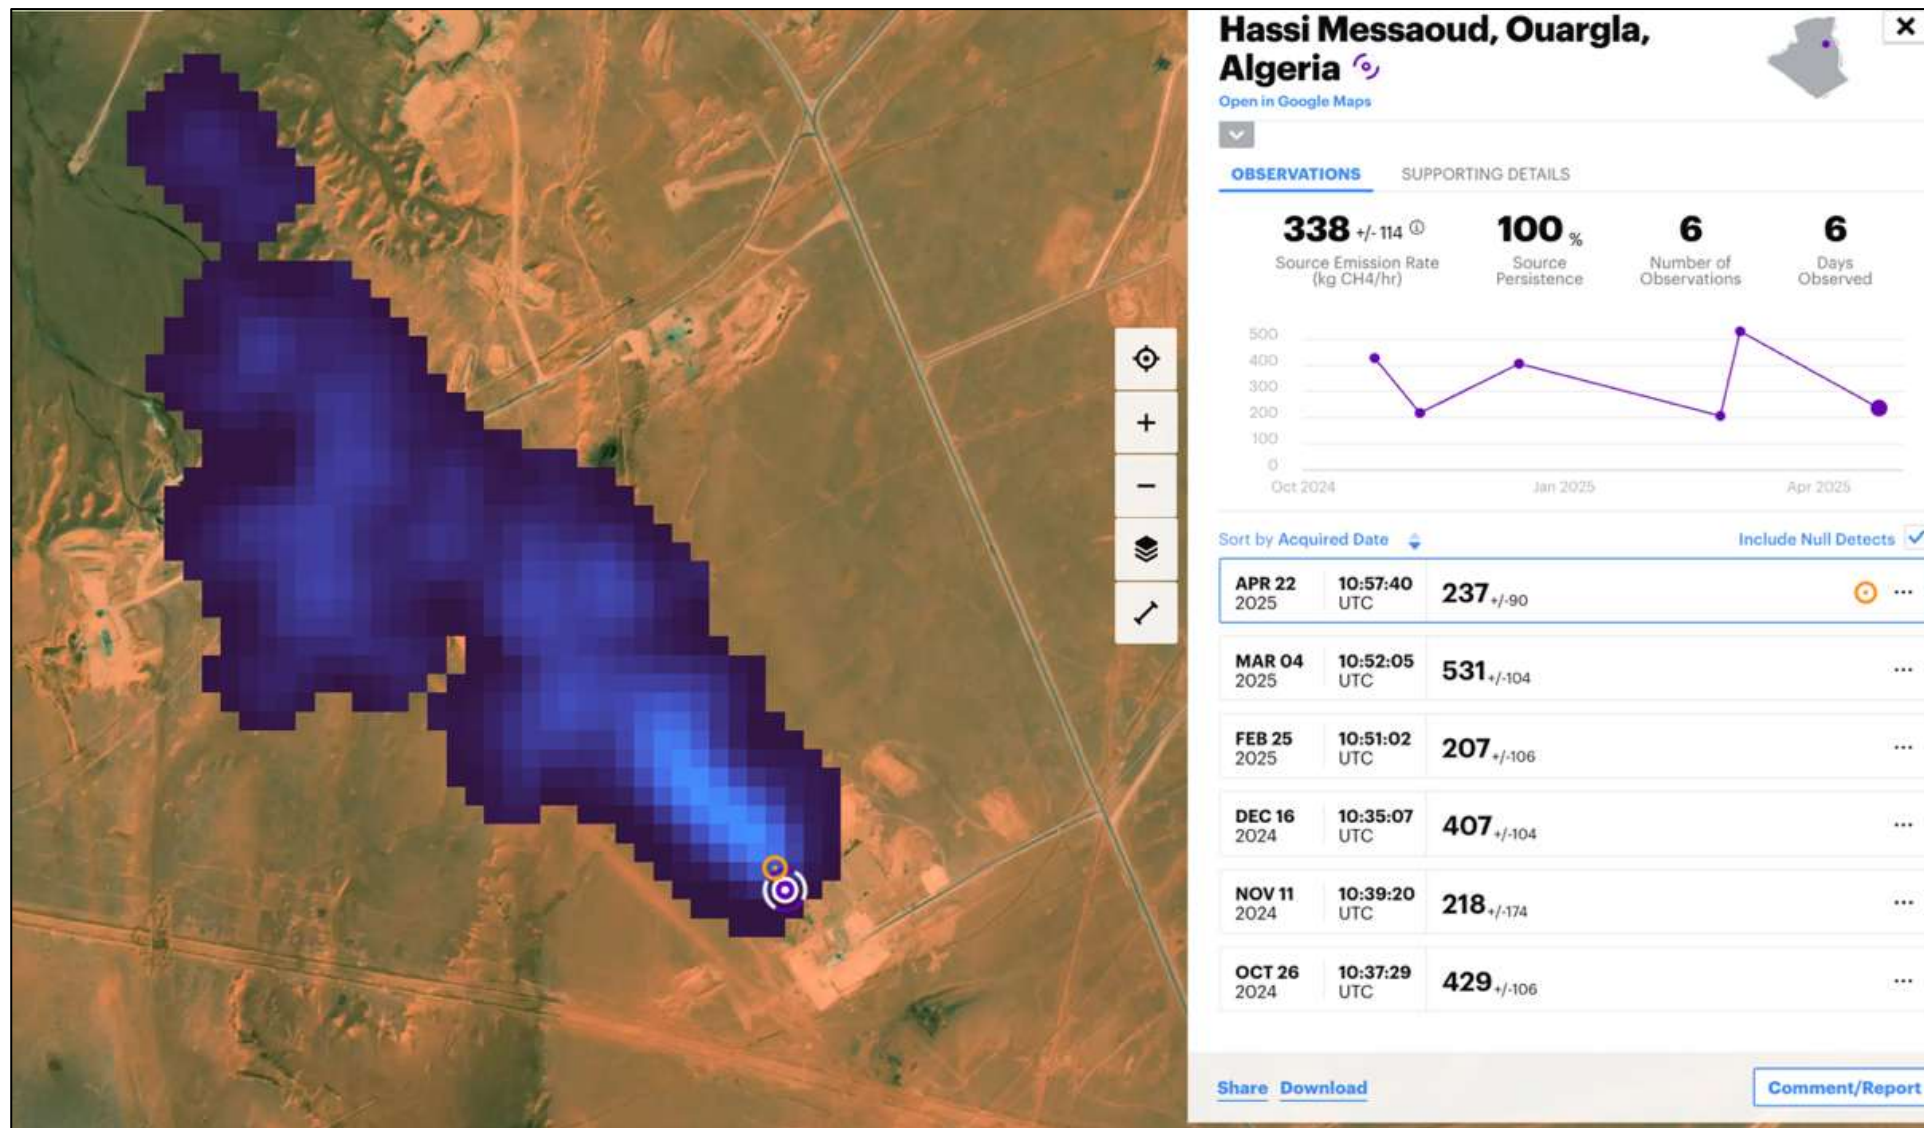 Hassi Messaoud, Ouargla,
Algeria
Open in Google Maps
OBSERVATIONS SUPPORTING DETAILS
338 +/- 114 100 % 6 6
Source Emission Rate Source Number of Days
(kg CH4/hr) Persistence Observations Observed
500
400
300
200
100
0
Oct 2024 Jan 2025 Apr 2025
Sort by Acquired Date Include Null Detects
APR 22 10:57:40 237 +/-90
2025 UTC
MAR 04 10:52:05 531 +/-104
2025 UTC
FEB 25 10:51:02 207 +/-106
2025 UTC
DEC 16 10:35:07 407 +/-104
2024 UTC
NOV 11 10:39:20 218 +/-174
2024 UTC
OCT 26 10:37:29 429 +/-106
2024 UTC
Share Download Comment/Report